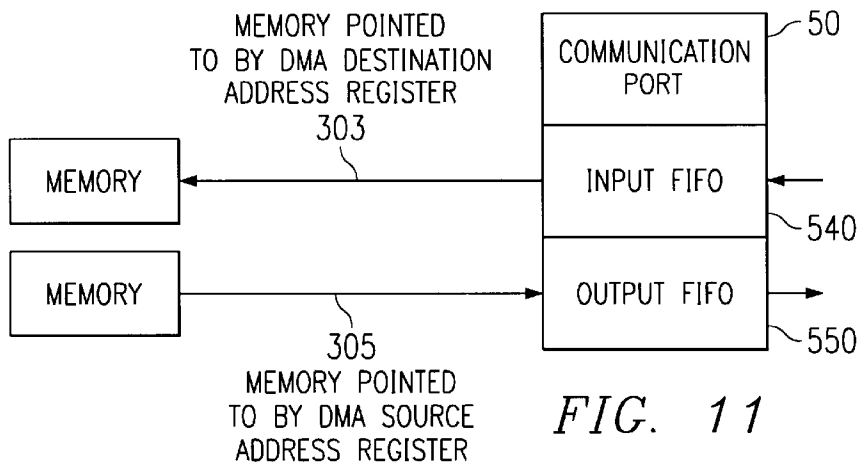 MEMORY POINTED
TO BY DMA DESTINATION
ADDRESS REGISTER
303
50
COMMUNICATION
PORT
MEMORY
INPUT FIFO
540
MEMORY
OUTPUT FIFO
550
305
MEMORY POINTED
TO BY DMA SOURCE
ADDRESS REGISTER
FIG. 11